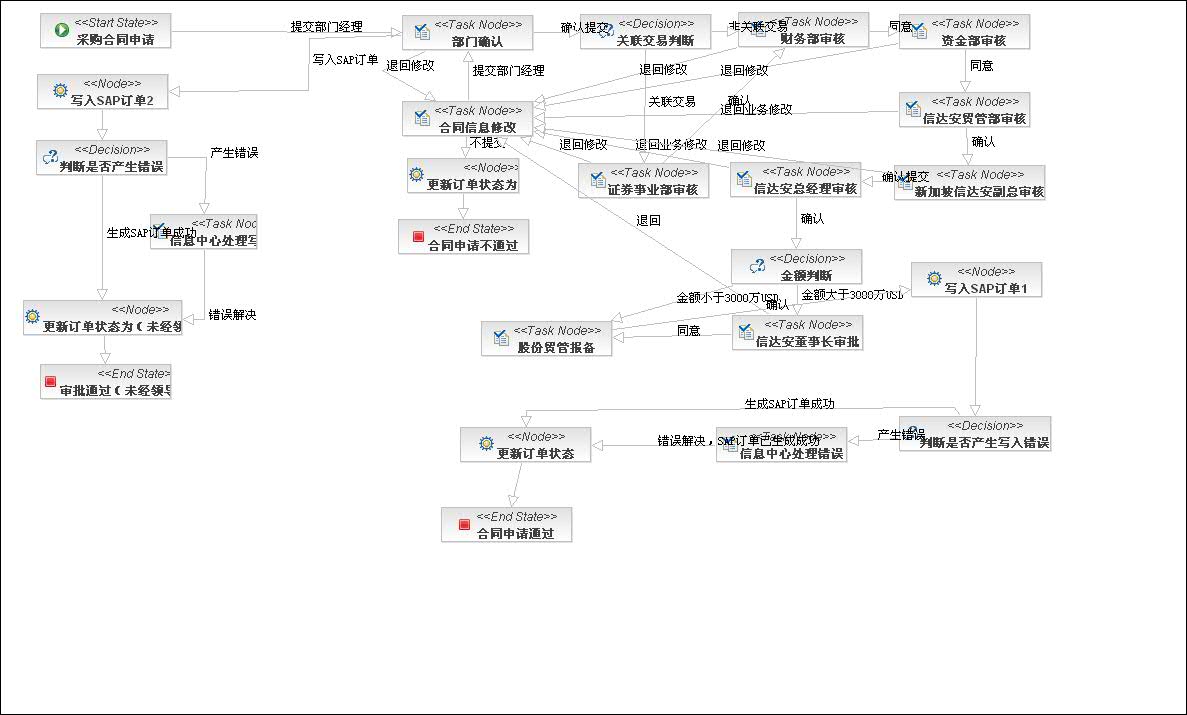 <<Start State>>
采购合同申请
提交部门经理
<<Task Node>>
部门确认
确认提交
<<Decision>>
关联交易判断
非关联交易
<<Task Node>>
财务部审核
同意
<<Task Node>>
资金部审核
写入SAP订单
退回修改
提交部门经理
退回修改
退回修改
同意
<<Node>>
写入SAP订单2
<<Task Node>>
合同信息修改
关联交易
确认
退回业务修改
<<Task Node>>
信达安贸管部审核
<<Decision>>
判断是否产生错误
产生错误
不提交
退回修改
退回业务修改
退回修改
确认
<<Node>>
更新订单状态为
<<Task Node>>
证券事业部审核
<<Task Node>>
信达安总经理审核
确认提交
<<Task Node>>
新加坡信达安副总审核
生成SAP订单成功
<<Task Nod
信息中心处理写
<<End State>>
合同申请不通过
退回
确认
<<Decision>>
金额判断
<<Node>>
写入SAP订单1
金额小于3000万USD
金额大于3000万USD
确认
<<Node>>
更新订单状态为(未经领
错误解决
<<Task Node>>
股份贸管报备
同意
<<Task Node>>
信达安董事长审批
<<End State>
审批通过(未经领导
生成SAP订单成功
<<Node>>
更新订单状态
错误解决，SAP订单已生成成功
<<Task Node>>
信息中心处理错误
产生错误
<<Decision>>
判断是否产生写入错误
<<End State>>
合同申请通过